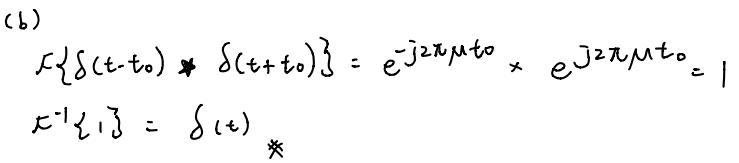 (b)
F{δ(t-t₀) * δ(t+t₀)} = e^{-j2πμt₀} × e^{j2πμt₀} = 1
F⁻¹{1} = δ(t) ※